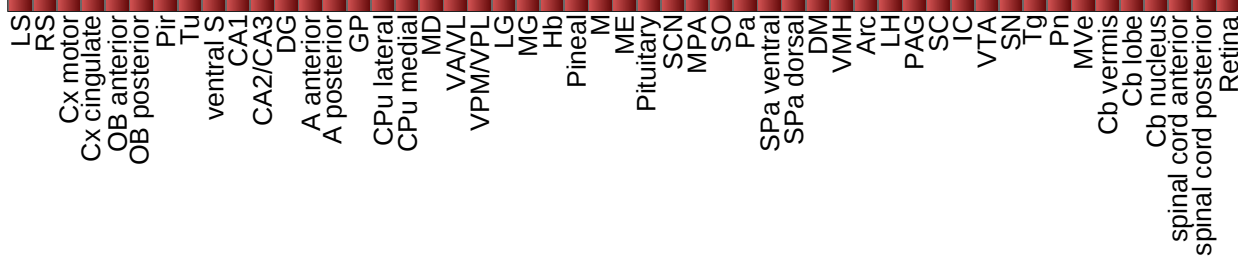 LS
RS
Cx motor
Cx cingulate
OB anterior
OB posterior
Pir
Tu
ventral S
CA1
CA2/CA3
DG
A anterior
A posterior
GP
CPu lateral
CPu medial
MD
VA/VL
VPM/VPL
LG
MG
Hb
Pineal
M
ME
Pituitary
SCN
MPA
SO
Pa
SPa ventral
SPa dorsal
DM
VMH
Arc
LH
PAG
SC
IC
VTA
SN
Tg
Pn
MVe
Cb vermis
Cb lobe
Cb nucleus
spinal cord anterior
spinal cord posterior
Retina